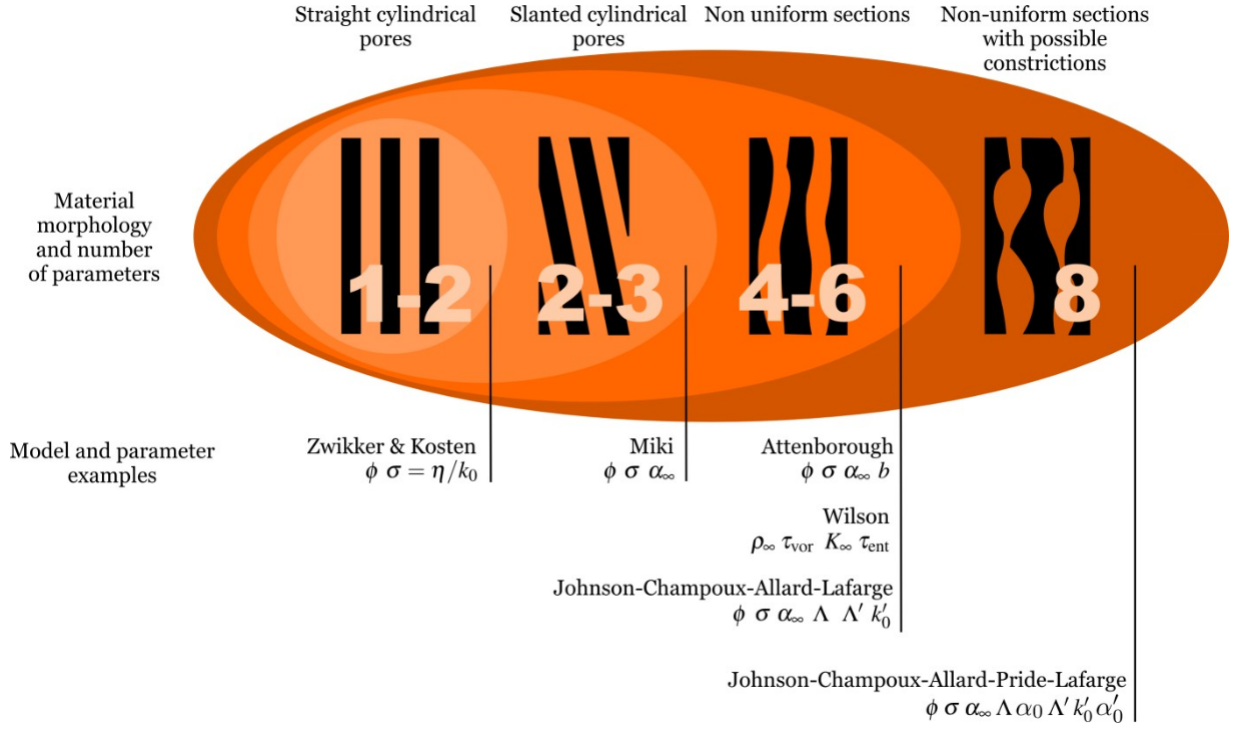 Straight cylindrical
pores
Slanted cylindrical
pores
Non uniform sections
Non-uniform sections
with possible
constrictions
Material
morphology
and number
of parameters
1-2
2-3
4-6
8
Model and parameter
examples
Zwikker & Kosten
ϕ σ = η/k₀
Miki
ϕ σ α∞
Attenborough
ϕ σ α∞ b
Wilson
ρ∞ τvor K∞ τent
Johnson-Champoux-Allard-Lafarge
ϕ σ α∞ Λ Λ′ k′₀
Johnson-Champoux-Allard-Pride-Lafarge
ϕ σ α∞ Λ α₀ Λ′ k′₀ α′₀